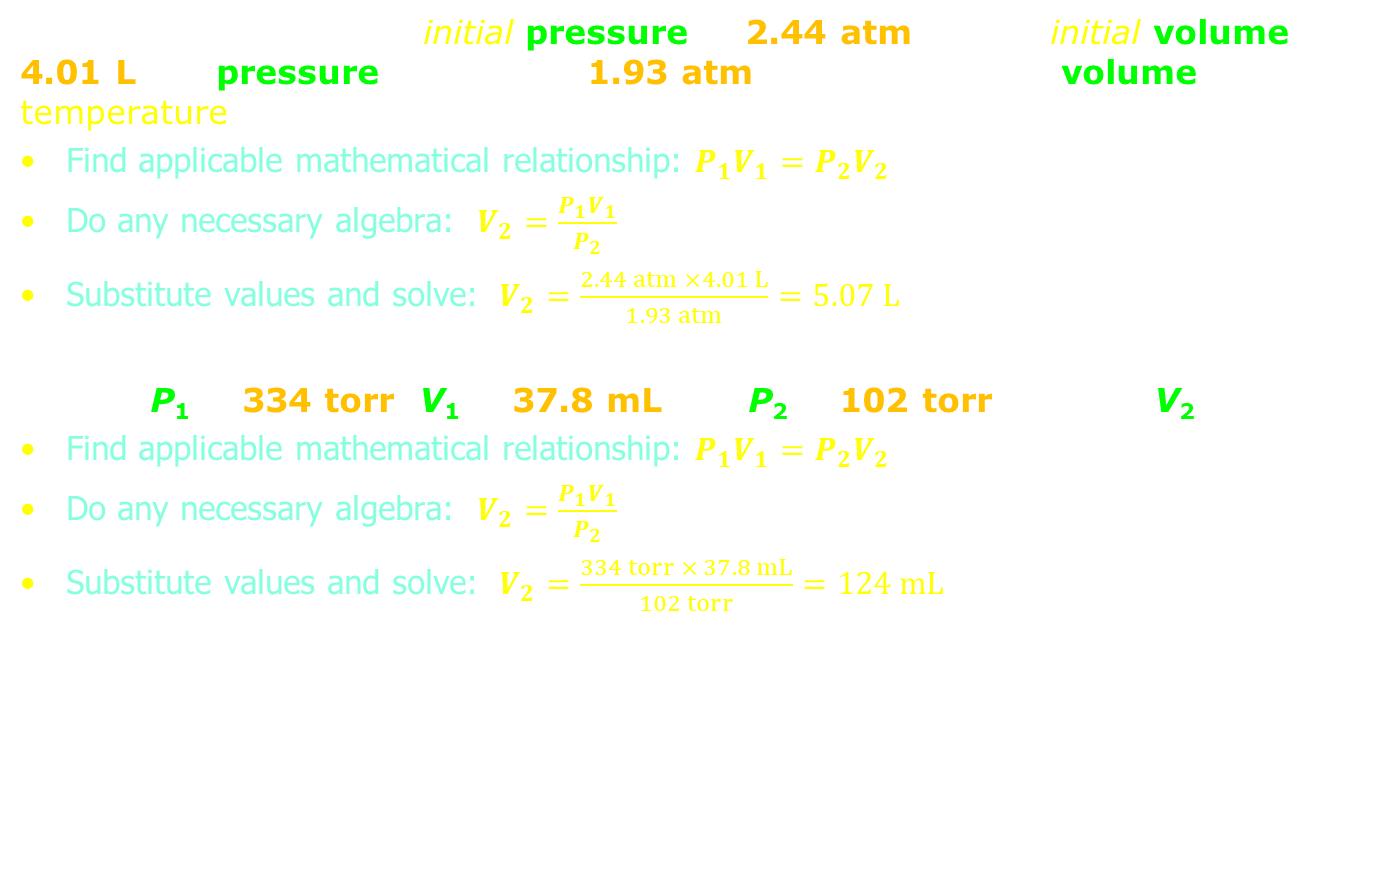 initial pressure 2.44 atm initial volume
4.01 L pressure 1.93 atm volume
temperature
• Find applicable mathematical relationship: P₁V₁ = P₂V₂
• Do any necessary algebra: V₂ = P₁V₁/P₂
• Substitute values and solve: V₂ = 2.44 atm ×4.01 L/1.93 atm = 5.07 L
P₁ 334 torr V₁ 37.8 mL P₂ 102 torr V₂
• Find applicable mathematical relationship: P₁V₁ = P₂V₂
• Do any necessary algebra: V₂ = P₁V₁/P₂
• Substitute values and solve: V₂ = 334 torr × 37.8 mL/102 torr = 124 mL